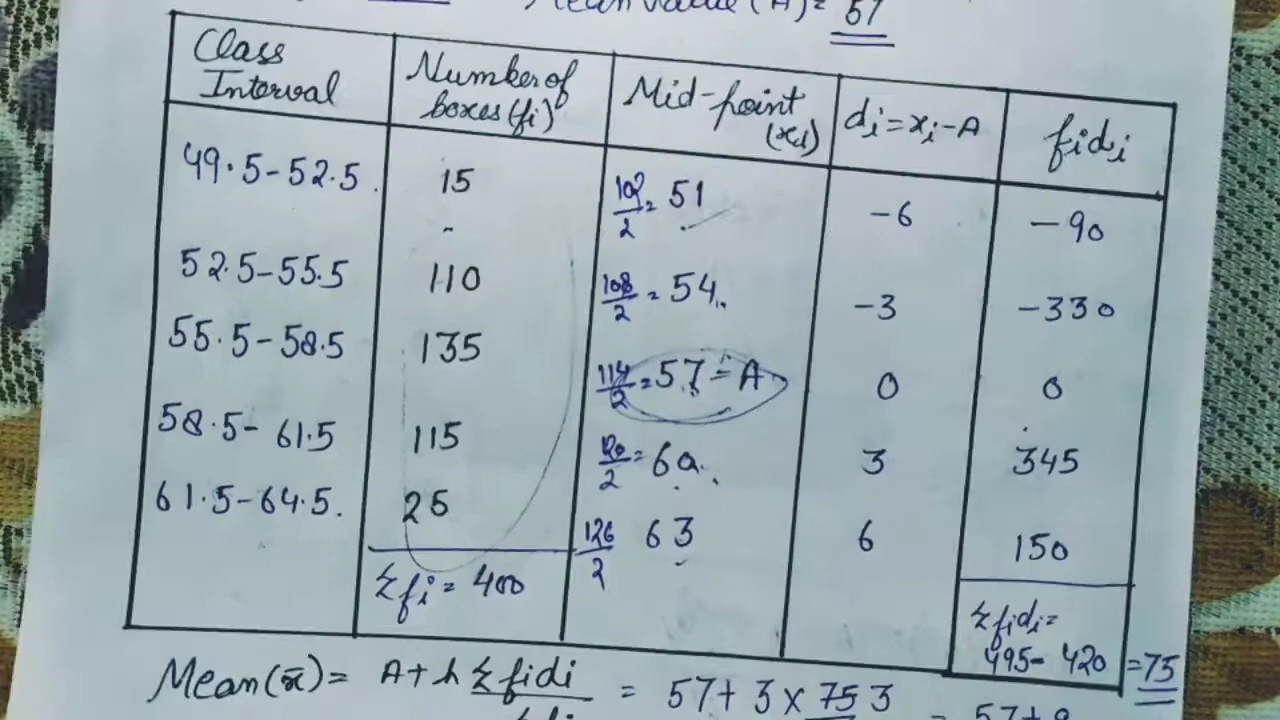 Mean value (A) = 57
Class Interval
Number of boxes (fi)
Mid-point (xi)
di = xi - A
fidi
49.5-52.5 15 102/2 = 51 -6 -90
52.5-55.5 110 108/2 = 54 -3 -330
55.5-58.5 135 114/2 = 57 = A 0 0
58.5-61.5 115 120/2 = 60 3 345
61.5-64.5. 25 126/2 63 6 150
Σfi = 400
Σfidi =
495-420 = 75
Mean (x̄) = A + h Σfidi = 57 + 3 × 75 3 = 57+